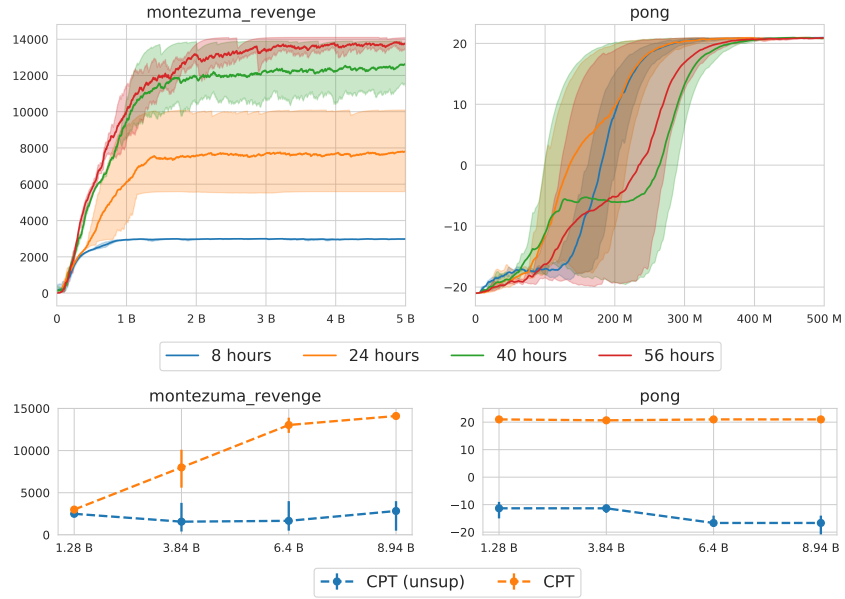 montezuma_revenge
14000
12000
10000
8000
6000
4000
2000
0
0 1 B 2 B 3 B 4 B 5 B
pong
20
10
0
−10
−20
0 100 M 200 M 300 M 400 M 500 M
8 hours 24 hours 40 hours 56 hours
montezuma_revenge
15000
10000
5000
0
1.28 B 3.84 B 6.4 B 8.94 B
pong
20
10
0
−10
−20
1.28 B 3.84 B 6.4 B 8.94 B
CPT (unsup) CPT